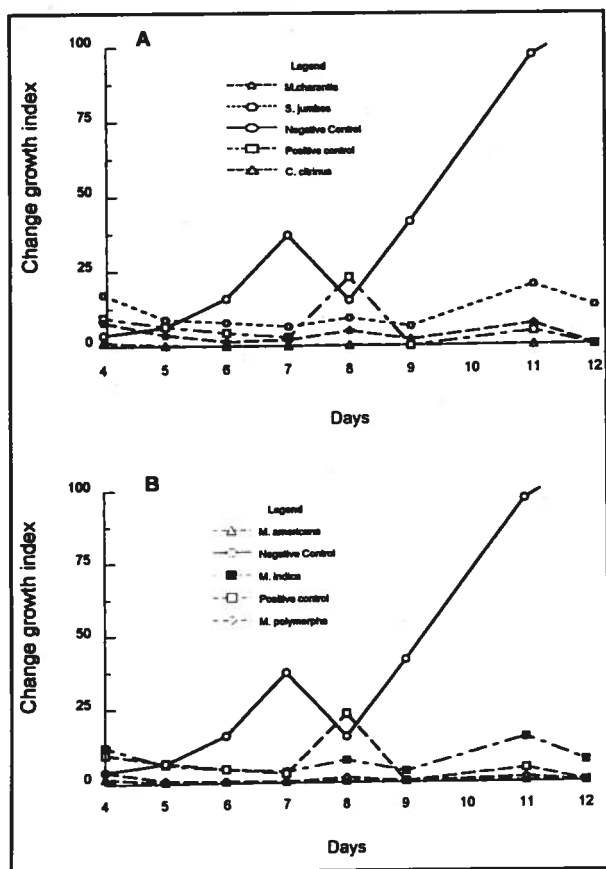 A
Change growth index
100
75
50
25
0
Legend
M.charantia
S. jumbes
Negative Control
Positive control
C. citrinus
4 5 6 7 8 9 10 11 12
Days
B
Change growth index
100
75
50
25
0
Legend
M. americana
Negative Control
M. indica
Positive control
M. polymorpha
4 5 6 7 8 9 10 11 12
Days